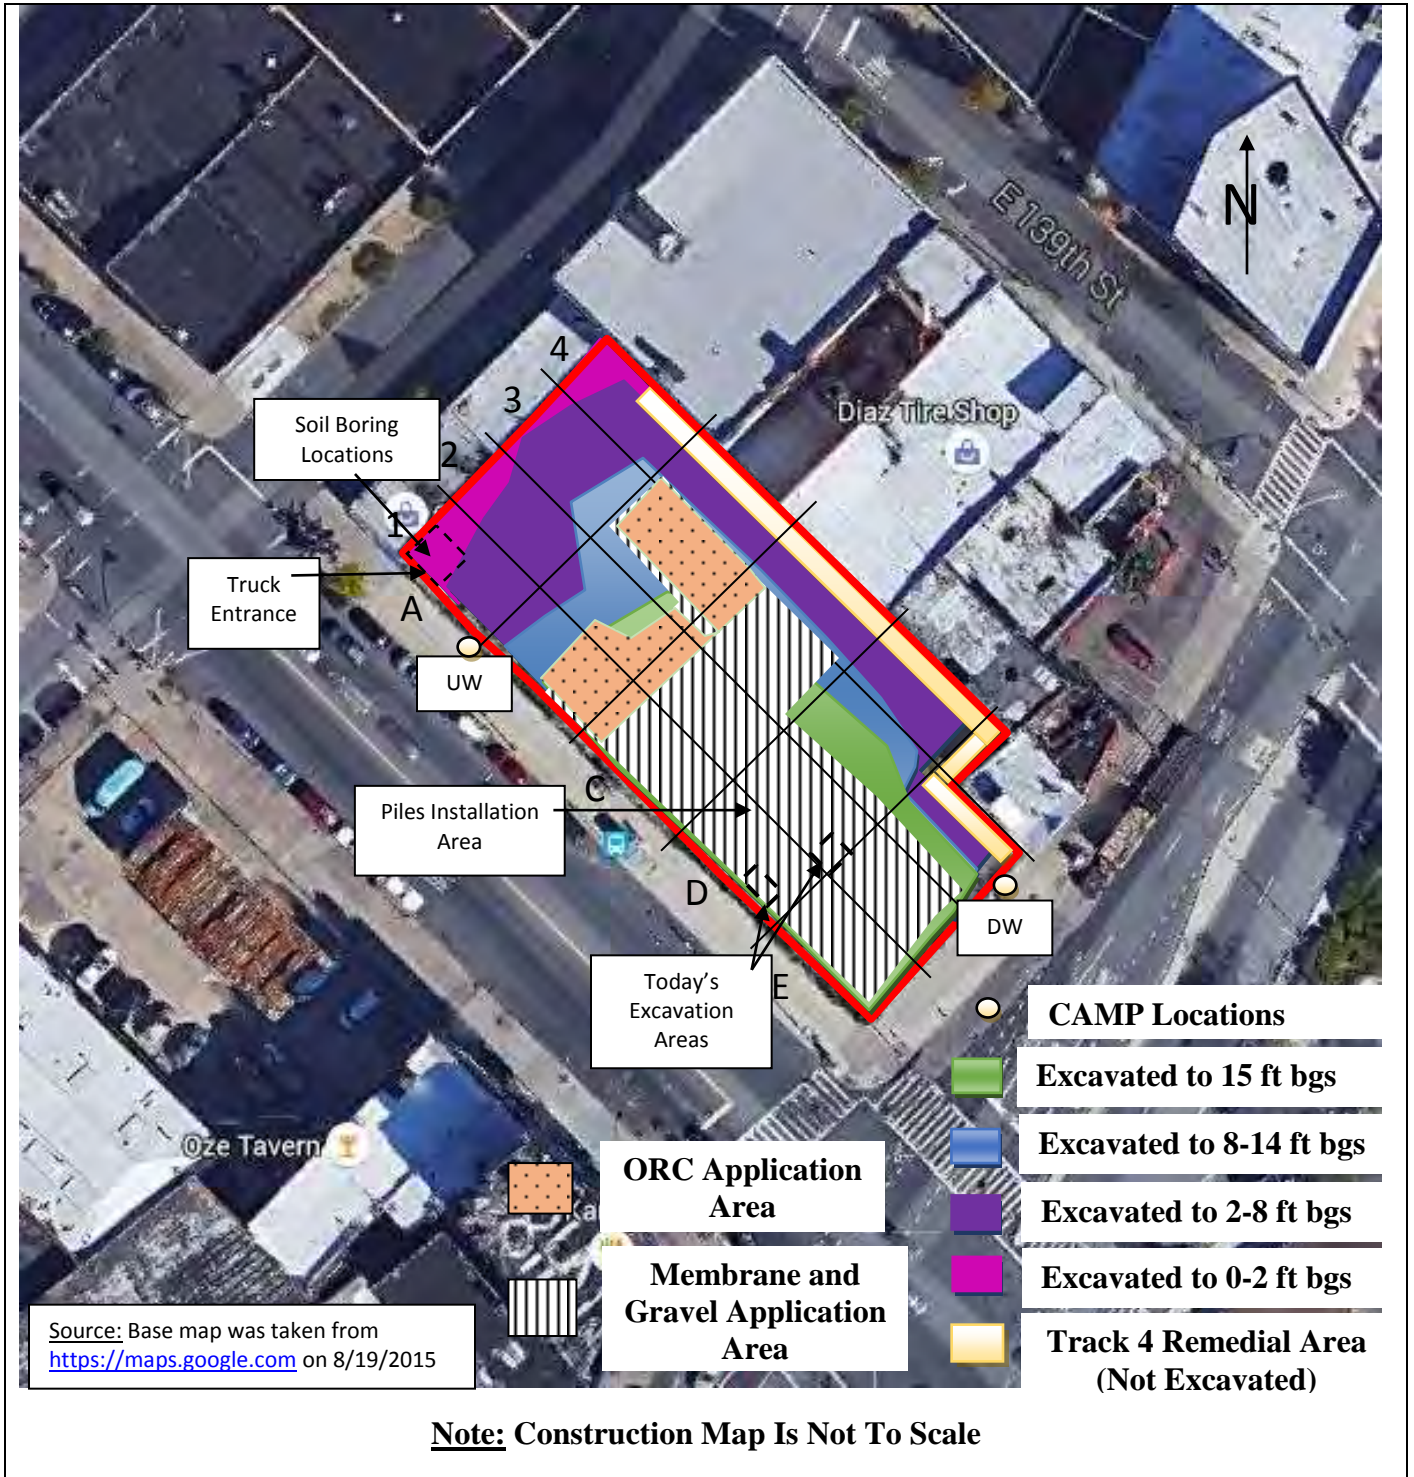 E 139th St
N
4
3
Diaz Tire Shop
Soil Boring
Locations
2
1
Truck
Entrance
A
UW
Piles Installation
Area
C
D
DW
Today's
Excavation
Areas
E
CAMP Locations
Excavated to 15 ft bgs
Excavated to 8-14 ft bgs
Excavated to 2-8 ft bgs
Excavated to 0-2 ft bgs
Track 4 Remedial Area
(Not Excavated)
Oze Tavern
ORC Application
Area
Ka
Membrane and
Gravel Application
Area
Source: Base map was taken from
https://maps.google.com on 8/19/2015
Note: Construction Map Is Not To Scale